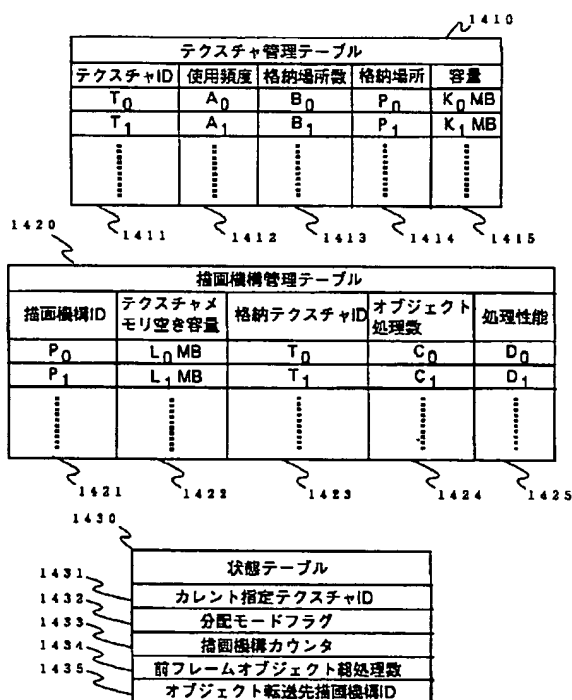 1410
テクスチャ管理テーブル
テクスチャID 使用頻度 格納場所数 格納場所 容量
T0 A0 B0 P0 K0 MB
T1 A1 B1 P1 K1 MB
1411 1412 1413 1414 1415
1420
描画機構管理テーブル
描画機構ID テクスチャメモリ空き容量 格納テクスチャID オブジェクト処理数 処理性能
P0 L0 MB T0 C0 D0
P1 L1 MB T1 C1 D1
1421 1422 1423 1424 1425
1430
状態テーブル
1431 カレント指定テクスチャID
1432 分配モードフラグ
1433 描画機構カウンタ
1434 前フレームオブジェクト総処理数
1435 オブジェクト転送先描画機構ID